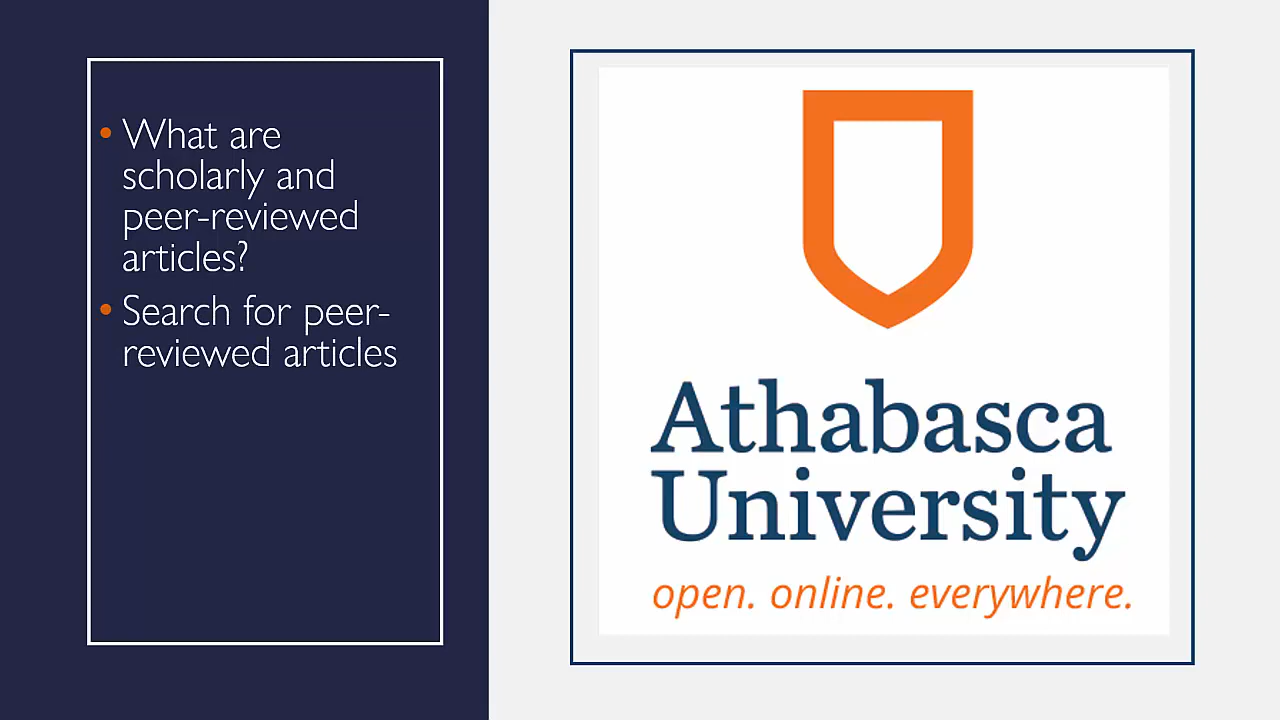 • What are
scholarly and
peer-reviewed
articles?
• Search for peer-
reviewed articles
Athabasca
University
open. online. everywhere.